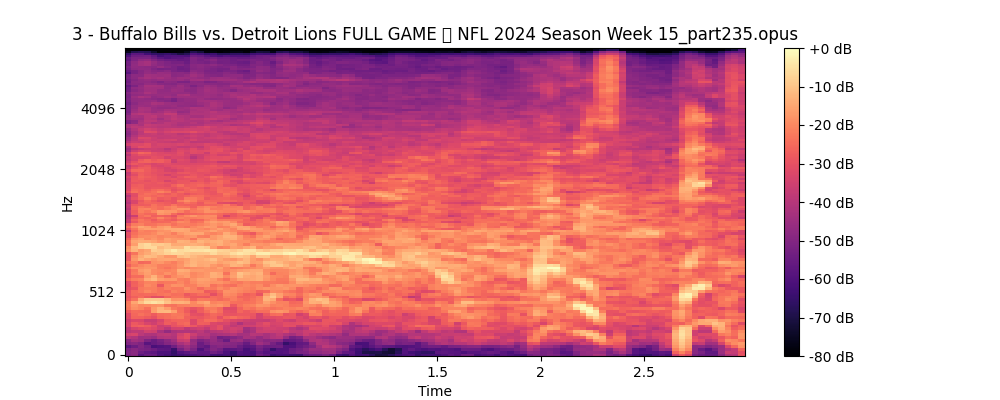 3 - Buffalo Bills vs. Detroit Lions FULL GAME ▯ NFL 2024 Season Week 15_part235.opus
+0 dB
-10 dB
-20 dB
-30 dB
-40 dB
-50 dB
-60 dB
-70 dB
-80 dB
4096
2048
1024
512
0
Hz
0
0.5
1
1.5
2
2.5
Time